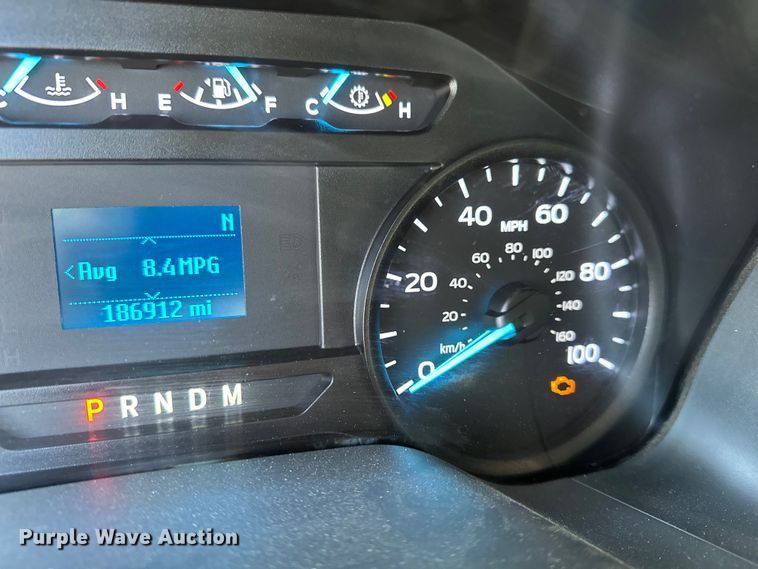 C H E F C H
N
<Avg 8.4MPG
186912 mi
P R N D M
0 20 40 60 80 100
MPH
20 40 60 80 100 120 140 160
km/h
Purple Wave Auction